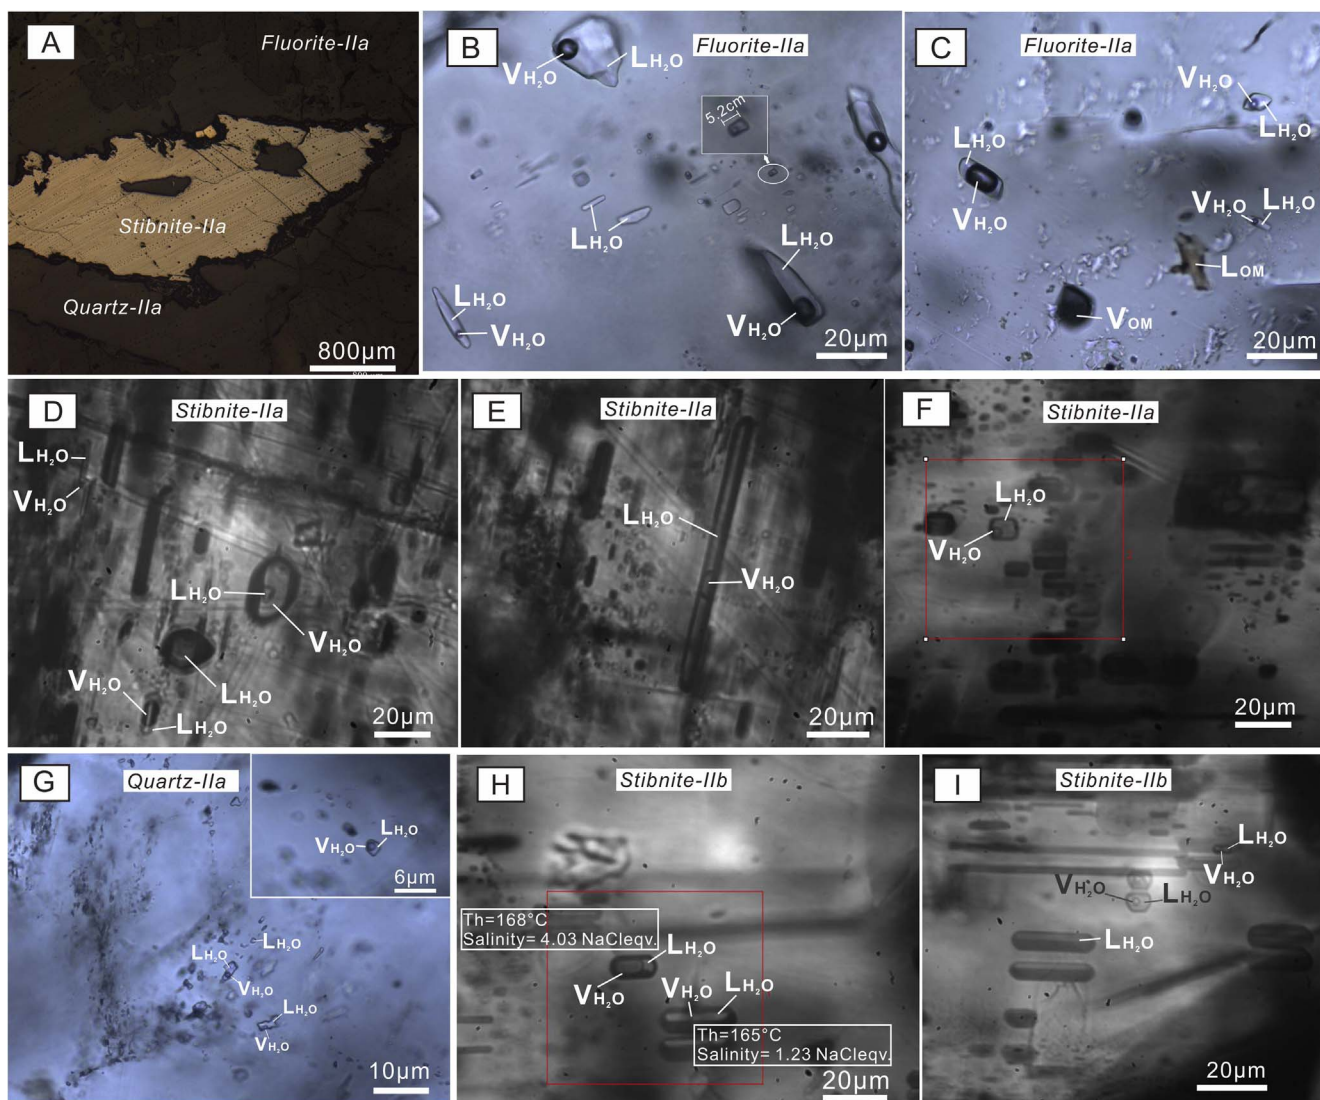 A
Fluorite-IIa
Stibnite-IIa
Quartz-IIa
800μm
B
Fluorite-IIa
VH₂O
LH₂O
5.2cm
LH₂O
LH₂O
LH₂O
VH₂O
VH₂O
20μm
C
Fluorite-IIa
VH₂O
LH₂O
LH₂O
VH₂O
VH₂O
LH₂O
LOM
VOM
20μm
D
Stibnite-IIa
LH₂O
VH₂O
LH₂O
VH₂O
VH₂O
LH₂O
LH₂O
20μm
E
Stibnite-IIa
LH₂O
VH₂O
20μm
F
Stibnite-IIa
LH₂O
VH₂O
20μm
G
Quartz-IIa
LH₂O
VH₂O
6μm
LH₂O
LH₂O
VH₂O
LH₂O
VH₂O
10μm
H
Stibnite-IIb
Th=168°C
Salinity= 4.03 NaCleqv.
LH₂O
VH₂O
VH₂O
LH₂O
Th=165°C
Salinity= 1.23 NaCleqv.
20μm
I
Stibnite-IIb
LH₂O
VH₂O
VH₂O
LH₂O
LH₂O
20μm